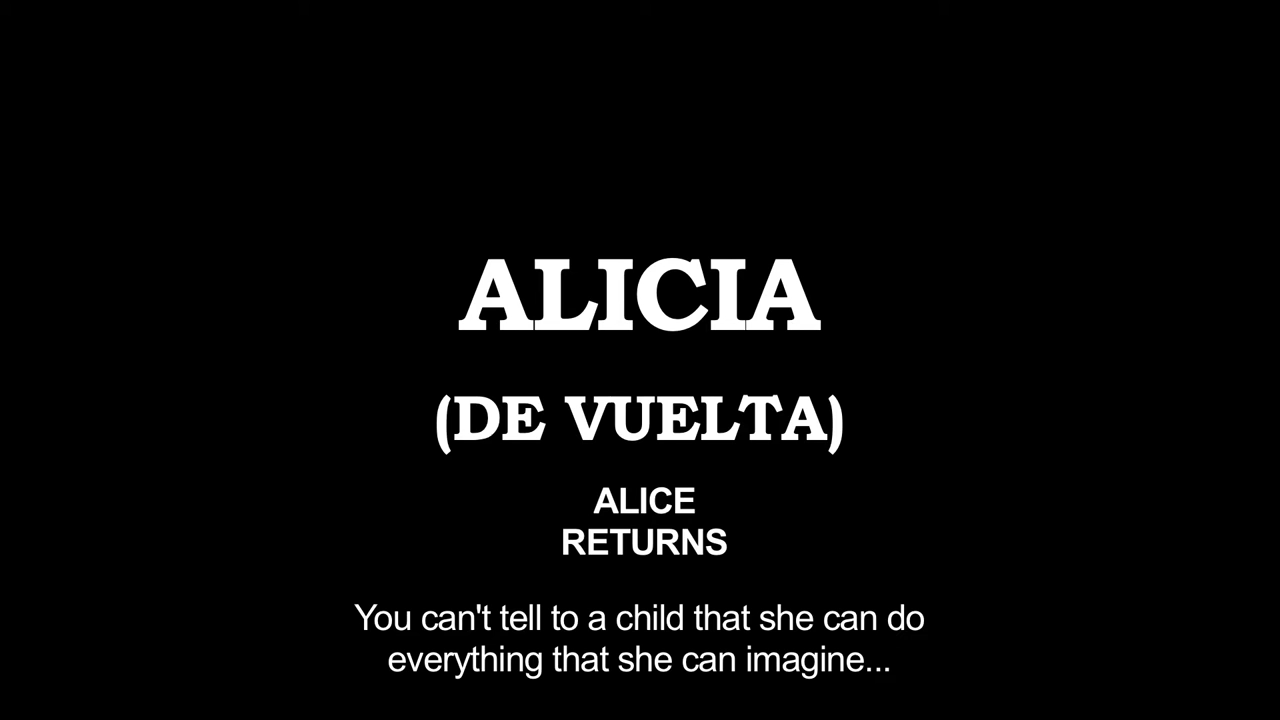 ALICIA
(DE VUELTA)
ALICE
RETURNS
You can't tell to a child that she can do
everything that she can imagine...